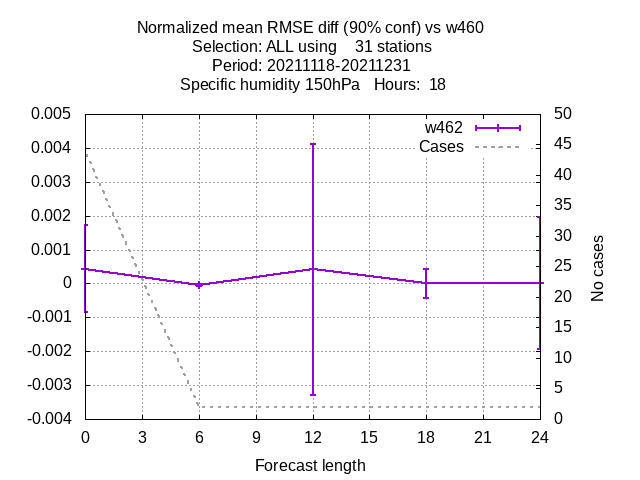 Normalized mean RMSE diff (90% conf) vs w460
Selection: ALL using    31 stations
Period: 20211118-20211231
Specific humidity 150hPa   Hours:  18
0.005
0.004
0.003
0.002
0.001
0
-0.001
-0.002
-0.003
-0.004
w462
Cases
50
45
40
35
30
25
20
15
10
5
0
No cases
0 3 6 9 12 15 18 21 24
Forecast length